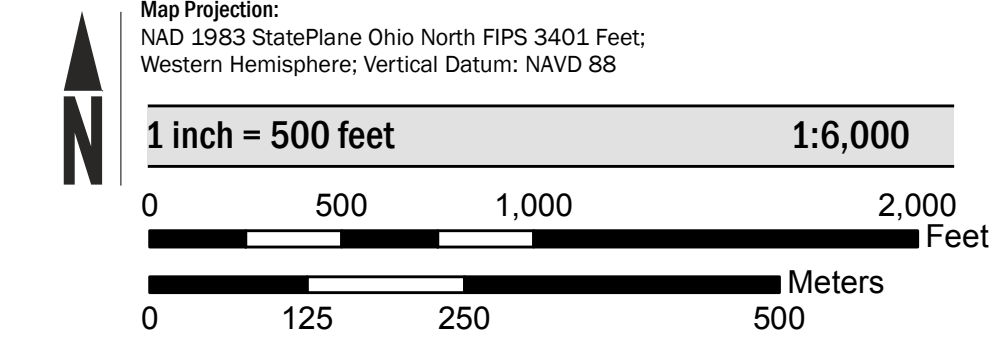 Map Projection:
NAD 1983 StatePlane Ohio North FIPS 3401 Feet;
Western Hemisphere; Vertical Datum: NAVD 88
N
1 inch = 500 feet 1:6,000
0 500 1,000 2,000
Feet
Meters
0 125 250 500